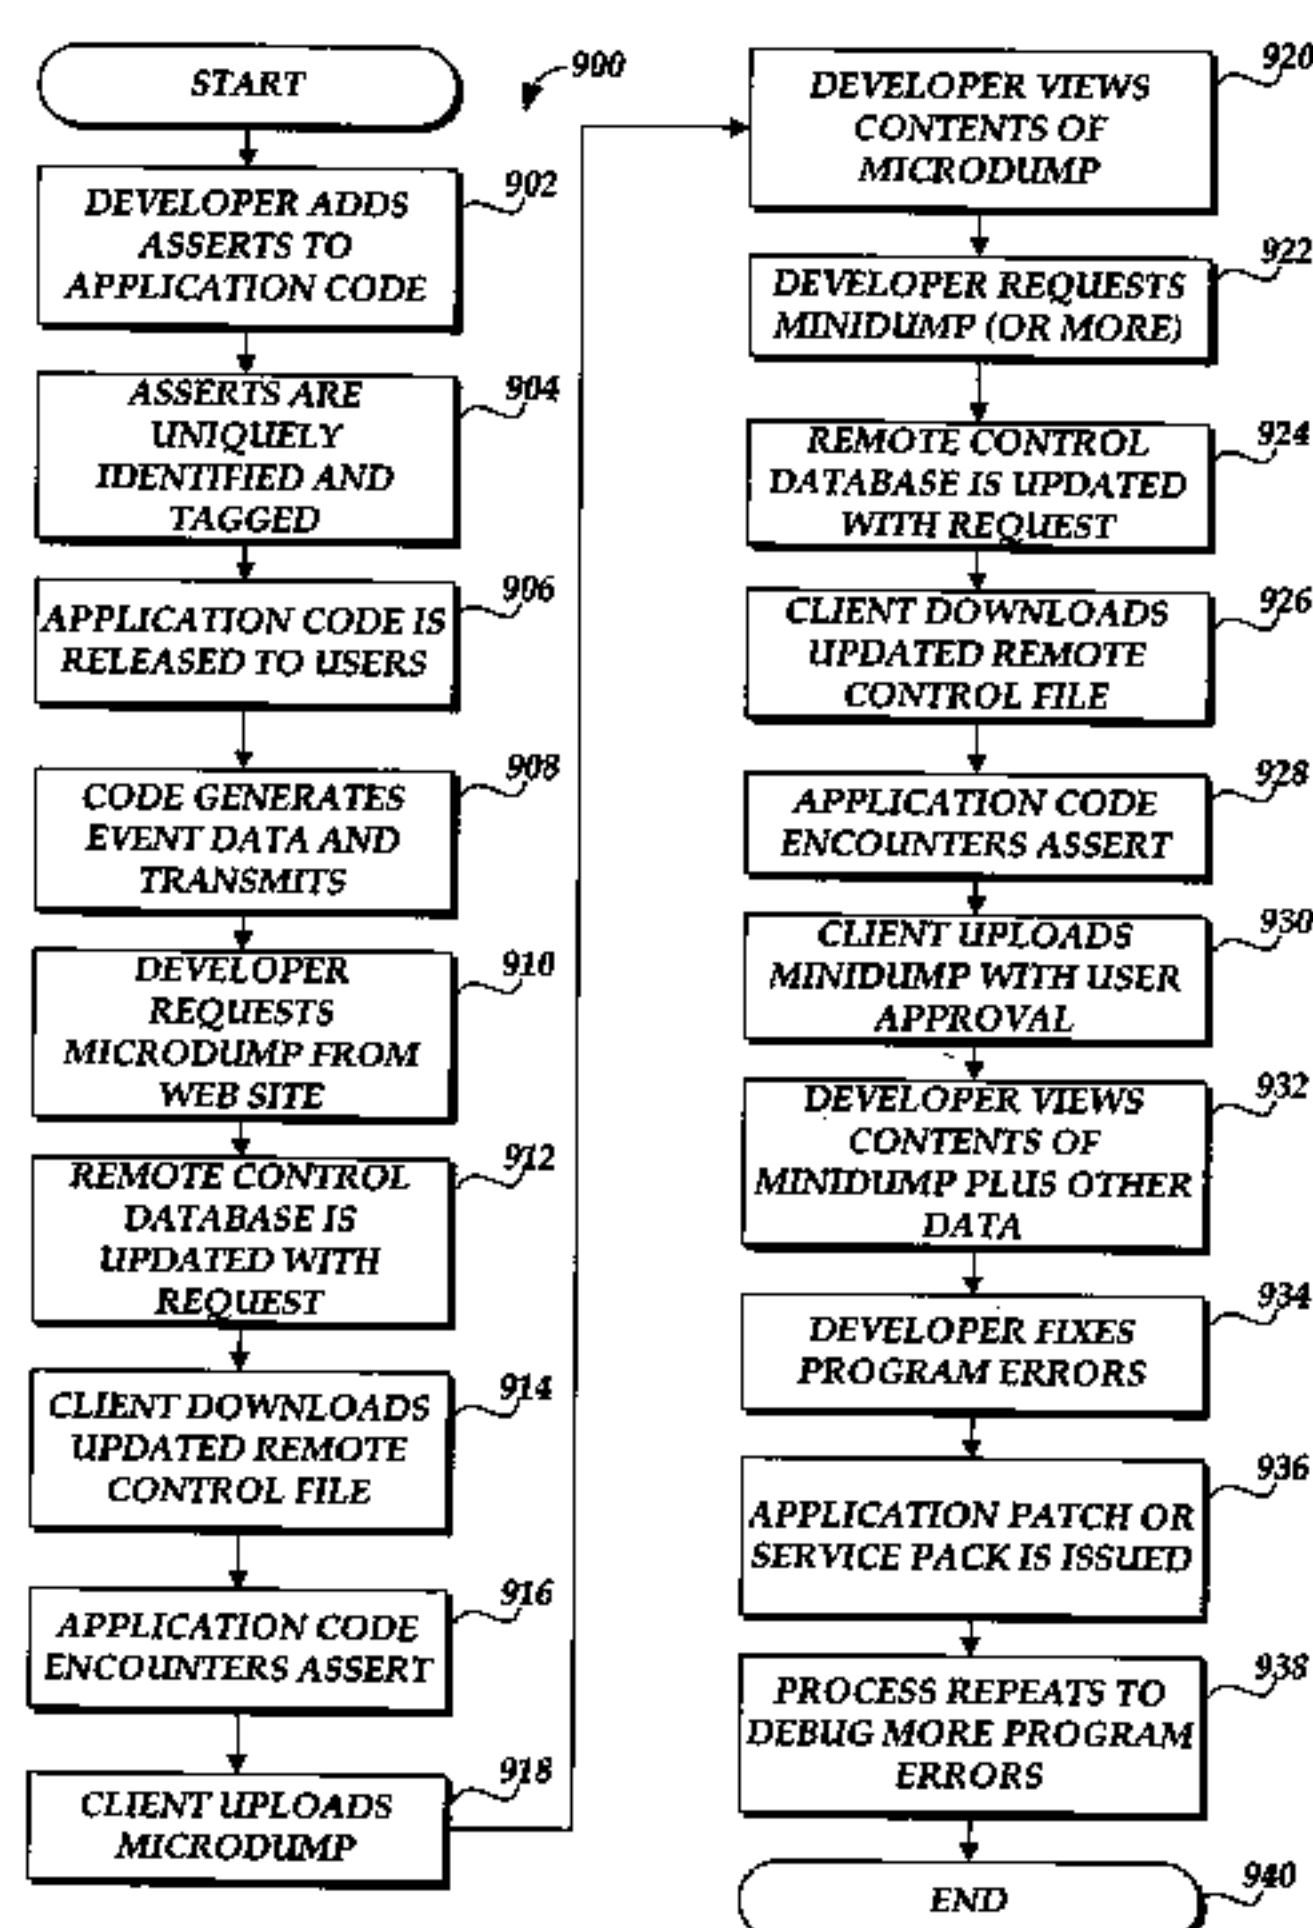 START
900
DEVELOPER ADDS
ASSERTS TO
APPLICATION CODE
902
ASSERTS ARE
UNIQUELY
IDENTIFIED AND
TAGGED
904
APPLICATION CODE IS
RELEASED TO USERS
906
CODE GENERATES
EVENT DATA AND
TRANSMITS
908
DEVELOPER
REQUESTS
MICRODUMP FROM
WEB SITE
910
REMOTE CONTROL
DATABASE IS
UPDATED WITH
REQUEST
912
CLIENT DOWNLOADS
UPDATED REMOTE
CONTROL FILE
914
APPLICATION CODE
ENCOUNTERS ASSERT
916
CLIENT UPLOADS
MICRODUMP
918
DEVELOPER VIEWS
CONTENTS OF
MICRODUMP
920
DEVELOPER REQUESTS
MINIDUMP (OR MORE)
922
REMOTE CONTROL
DATABASE IS UPDATED
WITH REQUEST
924
CLIENT DOWNLOADS
UPDATED REMOTE
CONTROL FILE
926
APPLICATION CODE
ENCOUNTERS ASSERT
928
CLIENT UPLOADS
MINIDUMP WITH USER
APPROVAL
930
DEVELOPER VIEWS
CONTENTS OF
MINIDUMP PLUS OTHER
DATA
932
DEVELOPER FIXES
PROGRAM ERRORS
934
APPLICATION PATCH OR
SERVICE PACK IS ISSUED
936
PROCESS REPEATS TO
DEBUG MORE PROGRAM
ERRORS
938
END
940